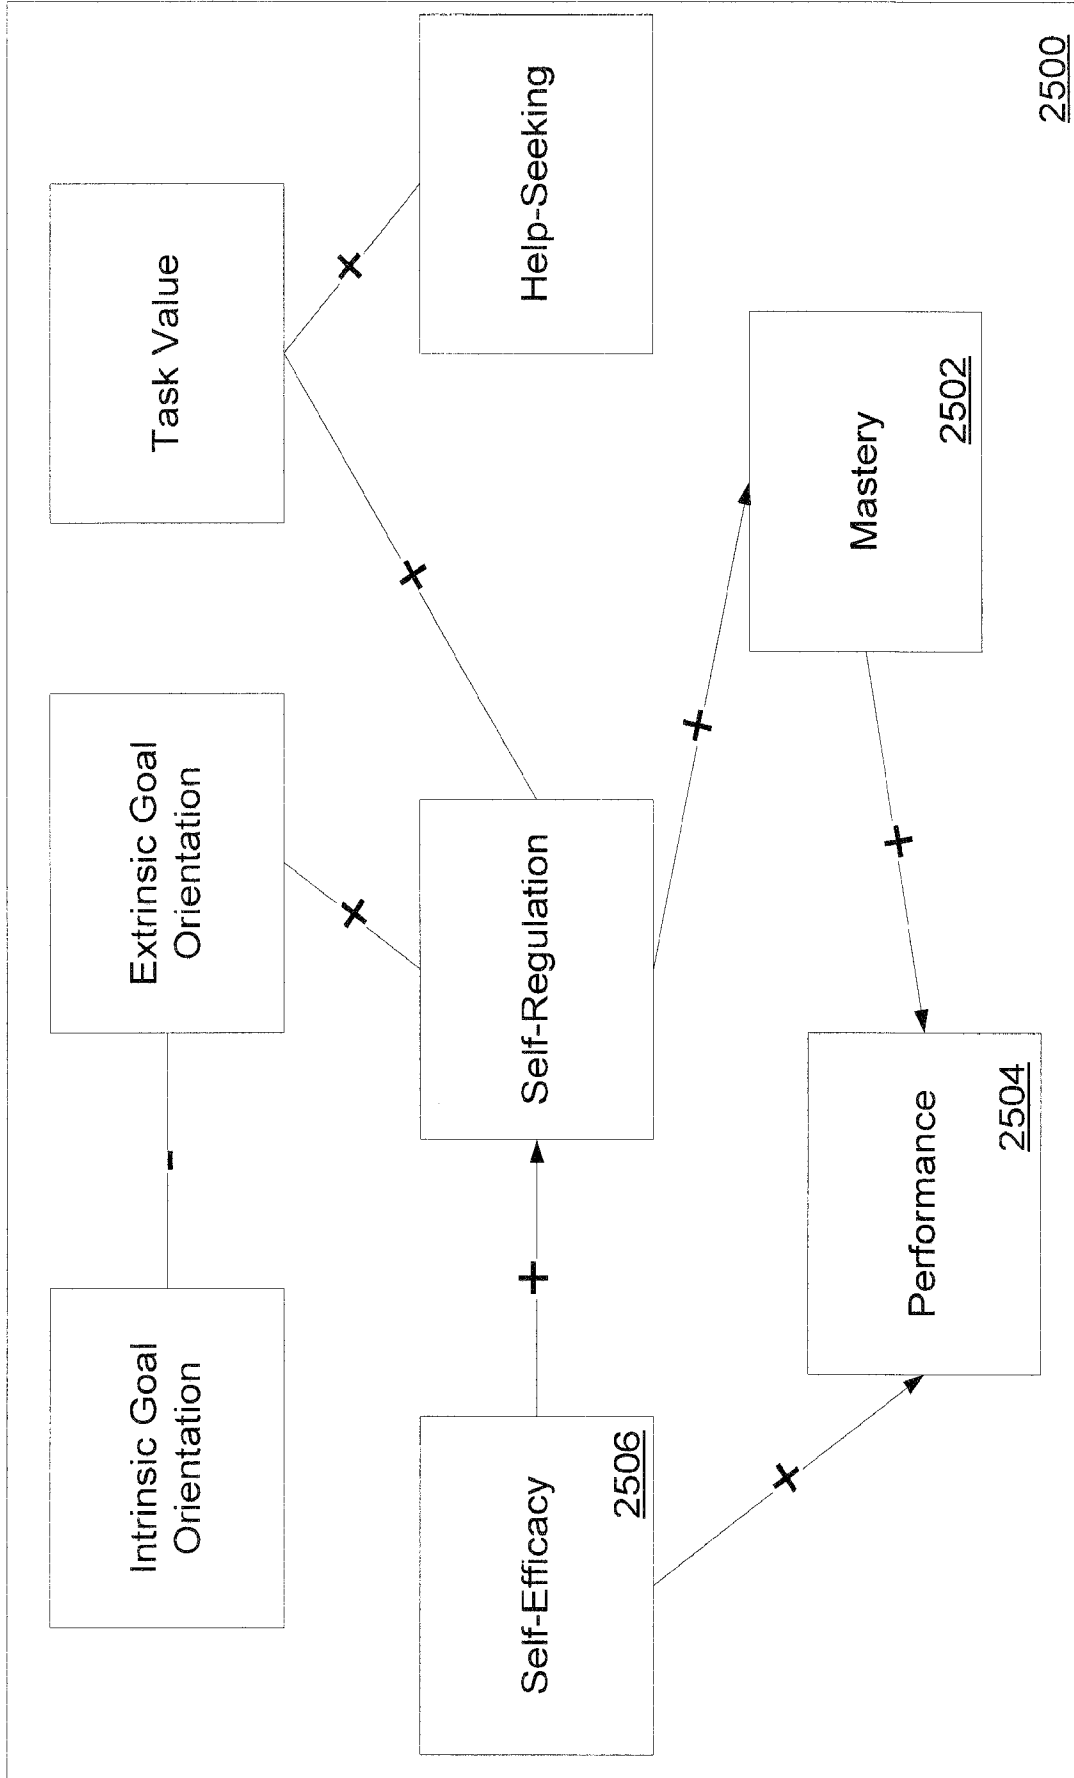 Intrinsic Goal
Orientation
-
Extrinsic Goal
Orientation
Task Value
+
+
+
Self-Efficacy
2506
+
Self-Regulation
Help-Seeking
+
+
+
Performance
2504
Mastery
2502
2500